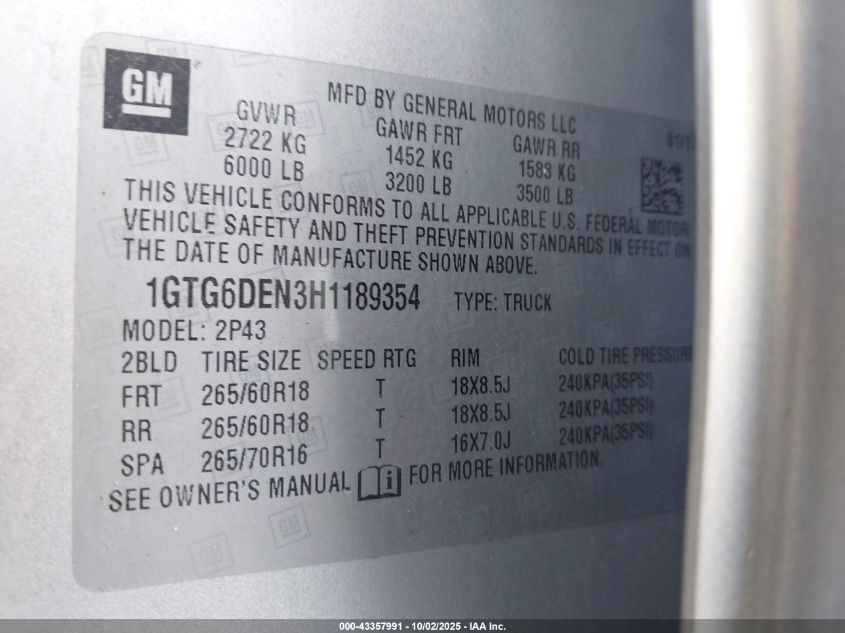 GM
MFD BY GENERAL MOTORS LLC
01/17
GVWR GAWR FRT GAWR RR
2722 KG 1452 KG 1583 KG
6000 LB 3200 LB 3500 LB
THIS VEHICLE CONFORMS TO ALL APPLICABLE U.S. FEDERAL MOTOR
VEHICLE SAFETY AND THEFT PREVENTION STANDARDS IN EFFECT ON
THE DATE OF MANUFACTURE SHOWN ABOVE.
1GTG6DEN3H1189354 TYPE: TRUCK
MODEL: 2P43
2BLD TIRE SIZE SPEED RTG RIM COLD TIRE PRESSURE
FRT 265/60R18 T 18X8.5J 240KPA(35PSI)
RR 265/60R18 T 18X8.5J 240KPA(35PSI)
SPA 265/70R16 T 16X7.0J 240KPA(35PSI)
SEE OWNER'S MANUAL i FOR MORE INFORMATION.
000-43357991 - 10/02/2025 - IAA Inc.